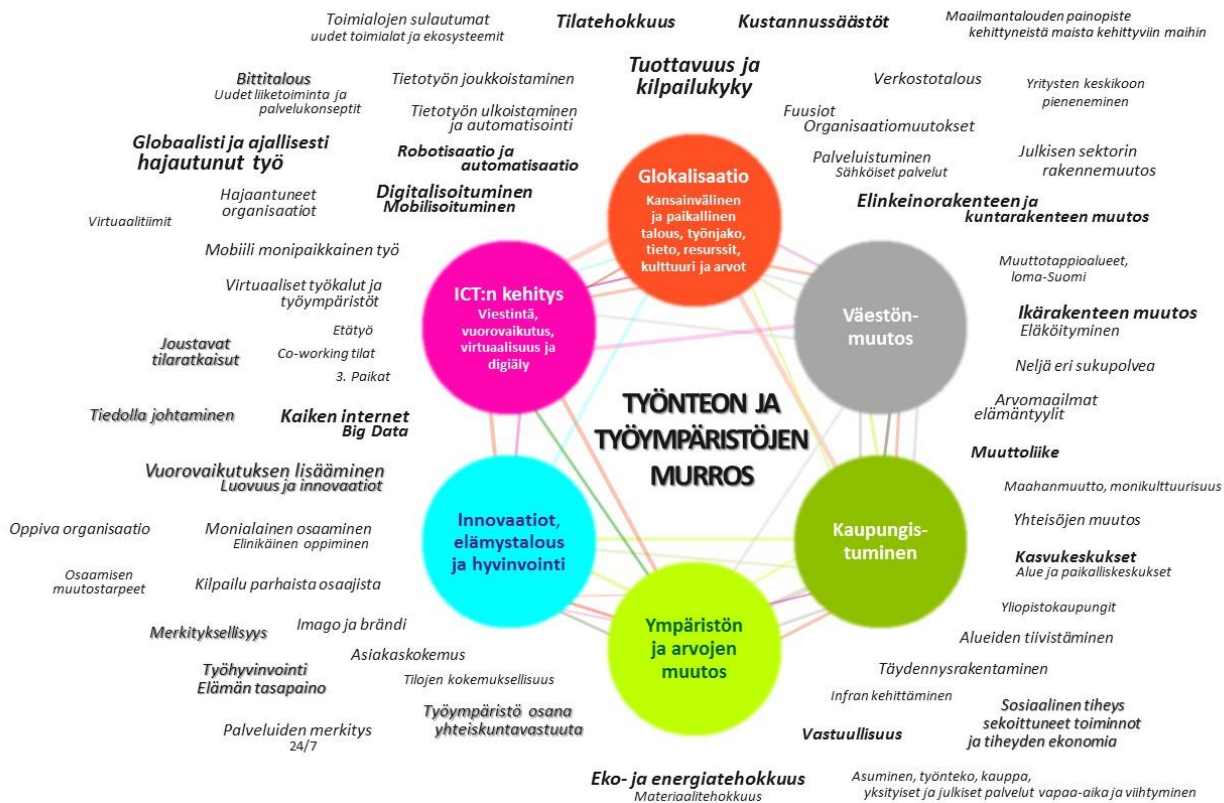 Toimialojen sulautumat
uudet toimialat ja ekosysteemit
Tilatehokkuus
Kustannussäästöt
Maailmantalouden painopiste
kehittyneistä maista kehittyviin maihin
Tuottavuus ja
kilpailukyky
Bittitalous
Uudet liiketoiminta ja
palvelukonseptit
Tietotyön joukkoistaminen
Verkostotalous
Yritysten keskikoon
pieneneminen
Tietotyön ulkoistaminen
ja automatisointi
Fuusiot
Organisaatiomuutokset
Globaalisti ja ajallisesti
hajautunut työ
Robotisaatio ja
automatisaatio
Palveluistuminen
Sähköiset palvelut
Julkisen sektorin
rakennemuutos
Digitalisoituminen
Mobilisoituminen
Elinkeinorakenteen ja
kuntarakenteen muutos
Hajaantuneet
organisaatiot
Virtuaalitiimit
Mobiili monipaikkainen työ
Virtuaaliset työkalut ja
työympäristöt
Etätyö
Joustavat
tilaratkaisut
Co-working tilat
3. Paikat
Tiedolla johtaminen
Kaiken internet
Big Data
Glokalisaatio
Kansainvälinen
ja paikallinen
talous, työnjako,
tieto, resurssit,
kulttuuri ja arvot
ICT:n kehitys
Viestintä,
vuorovaikutus,
virtuaalisuus ja
digiäly
Väestön-
muutos
TYÖNTEON JA
TYÖYMPÄRISTÖJEN
MURROS
Innovaatiot,
elämystalous
ja hyvinvointi
Kaupungis-
tuminen
Ympäristön
ja arvojen
muutos
Muuttotappioalueet,
loma-Suomi
Ikärakenteen muutos
Eläköityminen
Neljä eri sukupolvea
Arvomaailmat
elämäntyylit
Muuttoliike
Maahanmuutto, monikulttuurisuus
Yhteisöjen muutos
Kasvukeskukset
Alue ja paikalliskeskukset
Yliopistokaupungit
Alueiden tiivistäminen
Täydennysrakentaminen
Infran kehittäminen
Sosiaalinen tiheys
sekoittuneet toiminnot
ja tiheyden ekonomia
Vastuullisuus
Vuorovaikutuksen lisääminen
Luovuus ja innovaatiot
Oppiva organisaatio
Monialainen osaaminen
Elinikäinen oppiminen
Osaamisen
muutostarpeet
Kilpailu parhaista osaajista
Merkityksellisyys
Imago ja brändi
Asiakaskokemus
Työhyvinvointi
Elämän tasapaino
Tilojen kokemuksellisuus
Palveluiden merkitys
24/7
Työympäristö osana
yhteiskuntavastuuta
Eko- ja energiatehokkuus
Materiaalitehokkuus
Asuminen, työnteko, kauppa,
yksityiset ja julkiset palvelut vapaa-aika ja viihtyminen